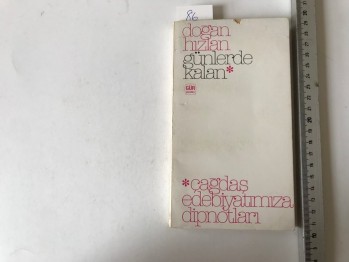 86
doğan
hızlan
günlerde
kalan*
*çağdaş
edebiyatımıza
dipnotları